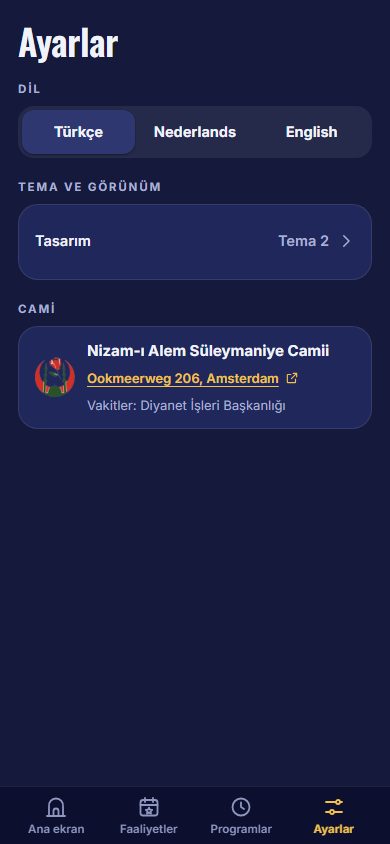 Ayarlar
DİL
Türkçe
Nederlands
English
TEMA VE GÖRÜNÜM
Tasarım
Tema 2
CAMİ
Nizam-ı Alem Süleymaniye Camii
Ookmeerweg 206, Amsterdam
Vakitler: Diyanet İşleri Başkanlığı
Ana ekran
Faaliyetler
Programlar
Ayarlar